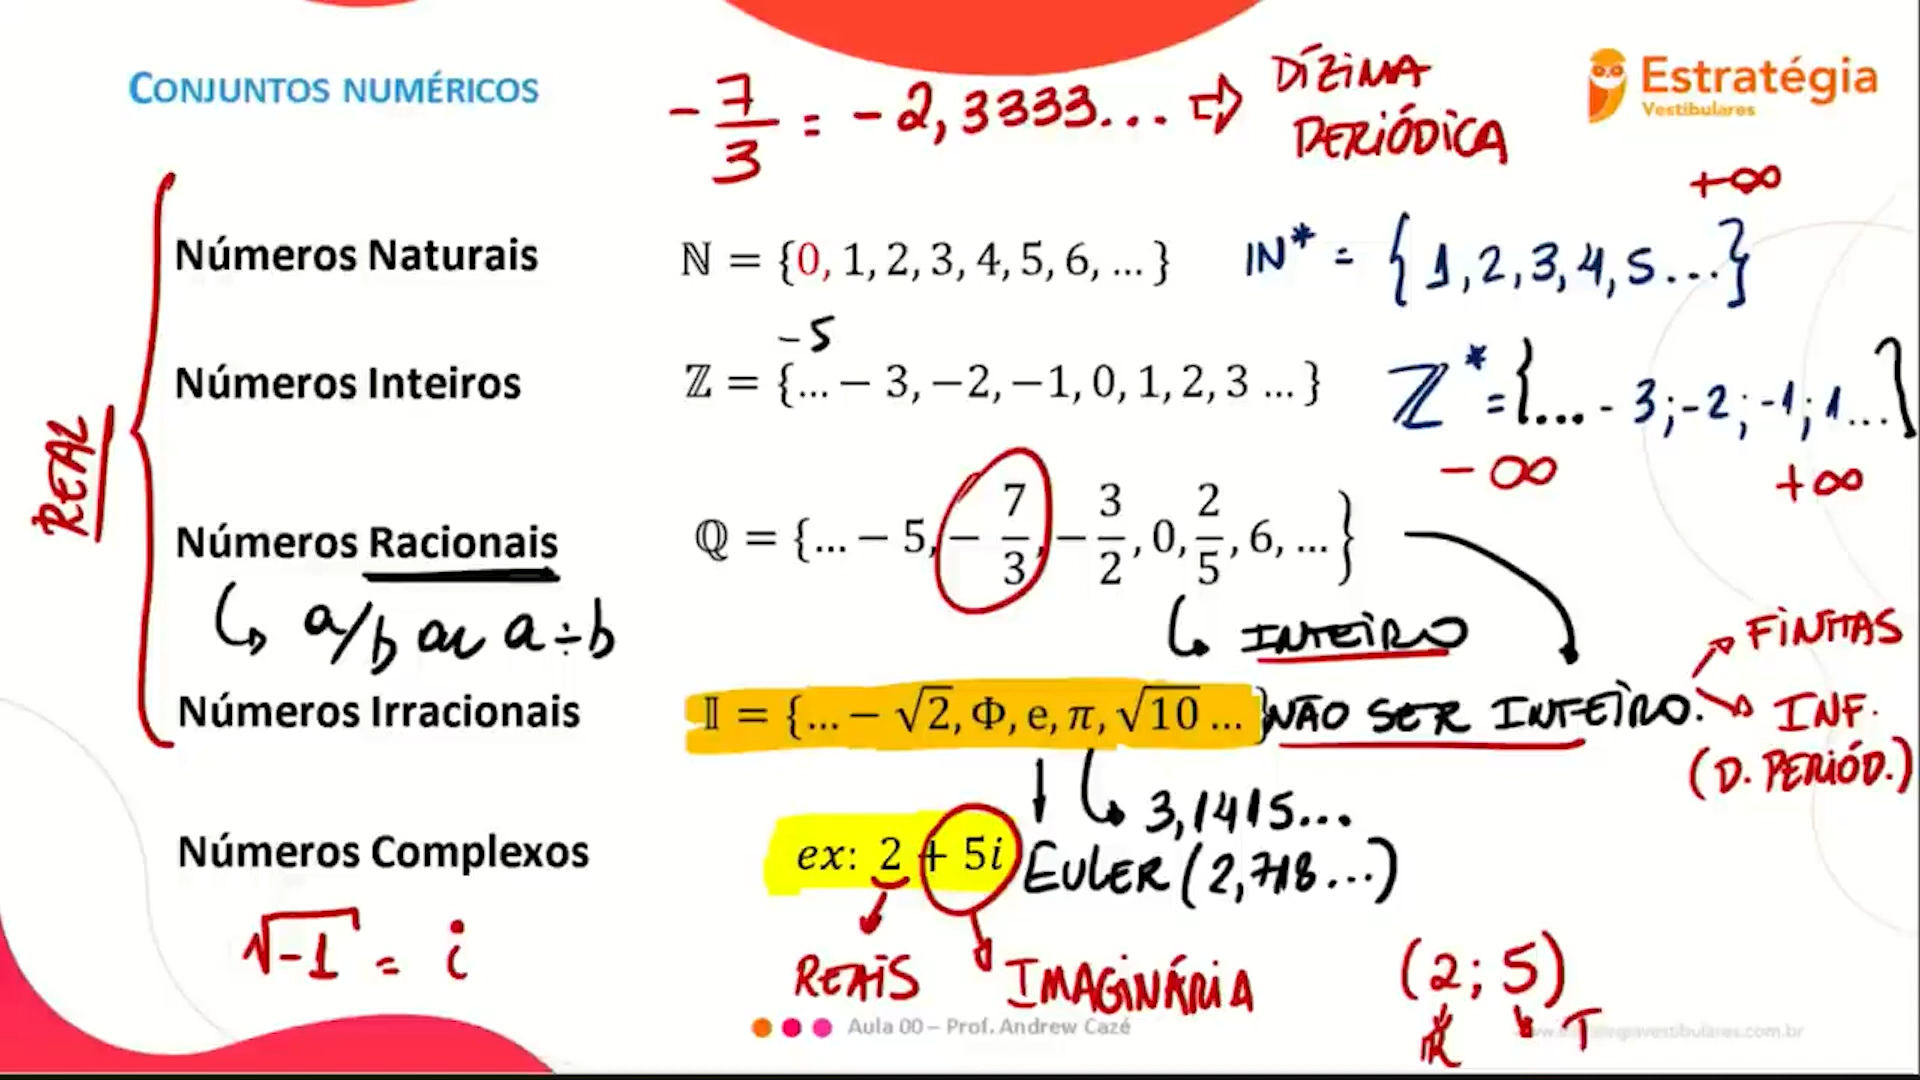 CONJUNTOS NUMÉRICOS
- 7/3 = -2,3333... ⇨ DÍZIMA PERIÓDICA
Estratégia
Vestibulares
+∞
Números Naturais
ℕ = {0, 1, 2, 3, 4, 5, 6, ... }
IN* = {1,2,3,4,5...}
-5
Números Inteiros
ℤ = {... − 3, −2, −1, 0, 1, 2, 3 ... }
Z* = {...-3;-2;-1;1...}
-∞ +∞
REAL
Números Racionais
ℚ = {... − 5, − 7/3, − 3/2, 0, 2/5, 6, ... }
a/b ou a÷b
INTEIRO
FINITAS
Números Irracionais
𝕀 = {... − √2, Φ, e, π, √10 ... }
NÃO SER INTEIRO.
INF.
(D. PERIÓD.)
3,1415...
Números Complexos
ex: 2 + 5i
EULER (2,718...)
√-1 = i
REAIS
IMAGINÁRIA
(2; 5)
R I
Aula 00 – Prof. Andrew Cazé